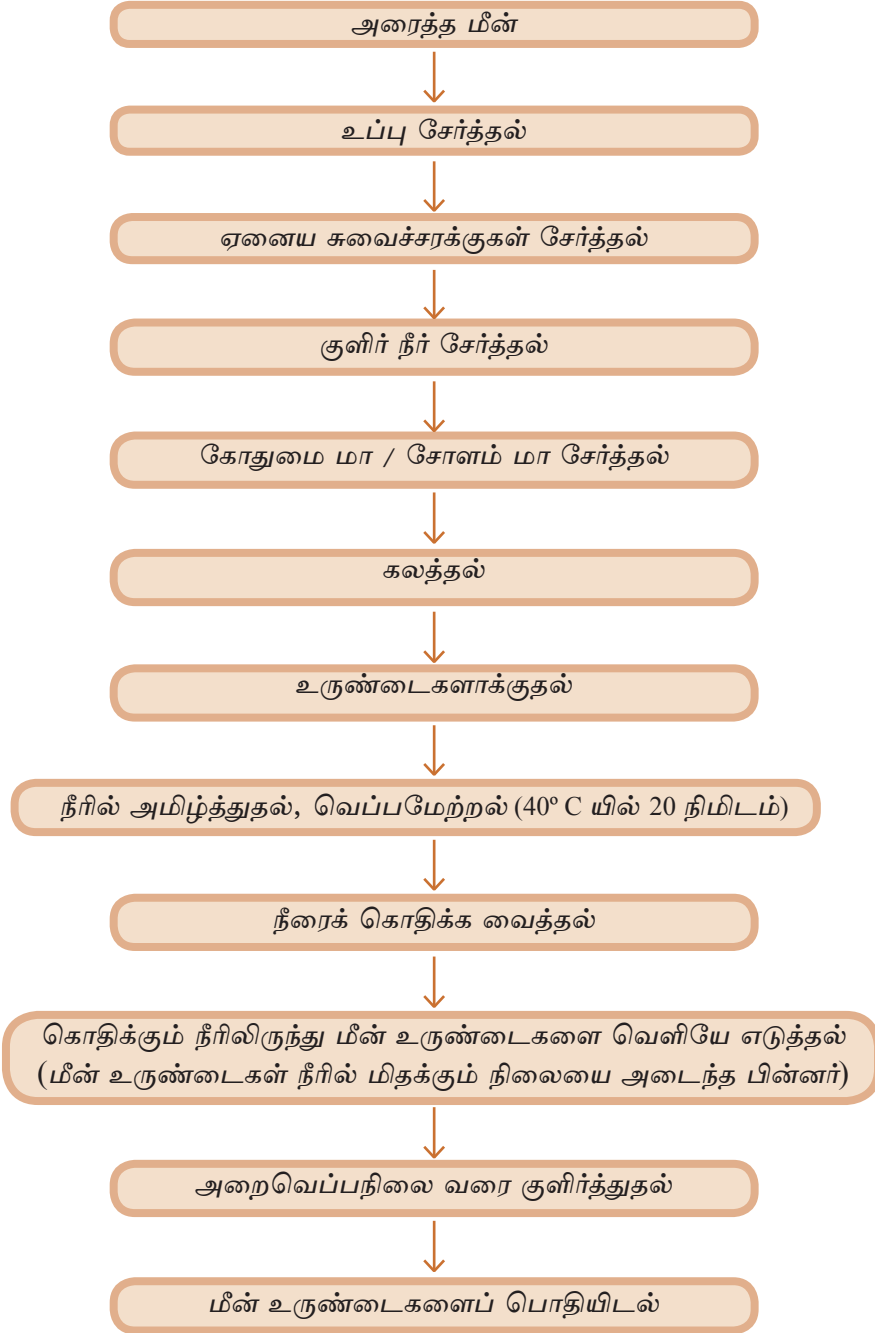 அரைத்த மீன்
உப்பு சேர்த்தல்
ஏனைய சுவைச்சரக்குகள் சேர்த்தல்
குளிர் நீர் சேர்த்தல்
கோதுமை மா / சோளம் மா சேர்த்தல்
கலத்தல்
உருண்டைகளாக்குதல்
நீரில் அமிழ்த்துதல், வெப்பமேற்றல் (40º C யில் 20 நிமிடம்)
நீரைக் கொதிக்க வைத்தல்
கொதிக்கும் நீரிலிருந்து மீன் உருண்டைகளை வெளியே எடுத்தல்
(மீன் உருண்டைகள் நீரில் மிதக்கும் நிலையை அடைந்த பின்னர்)
அறைவெப்பநிலை வரை குளிர்த்துதல்
மீன் உருண்டைகளைப் பொதியிடல்